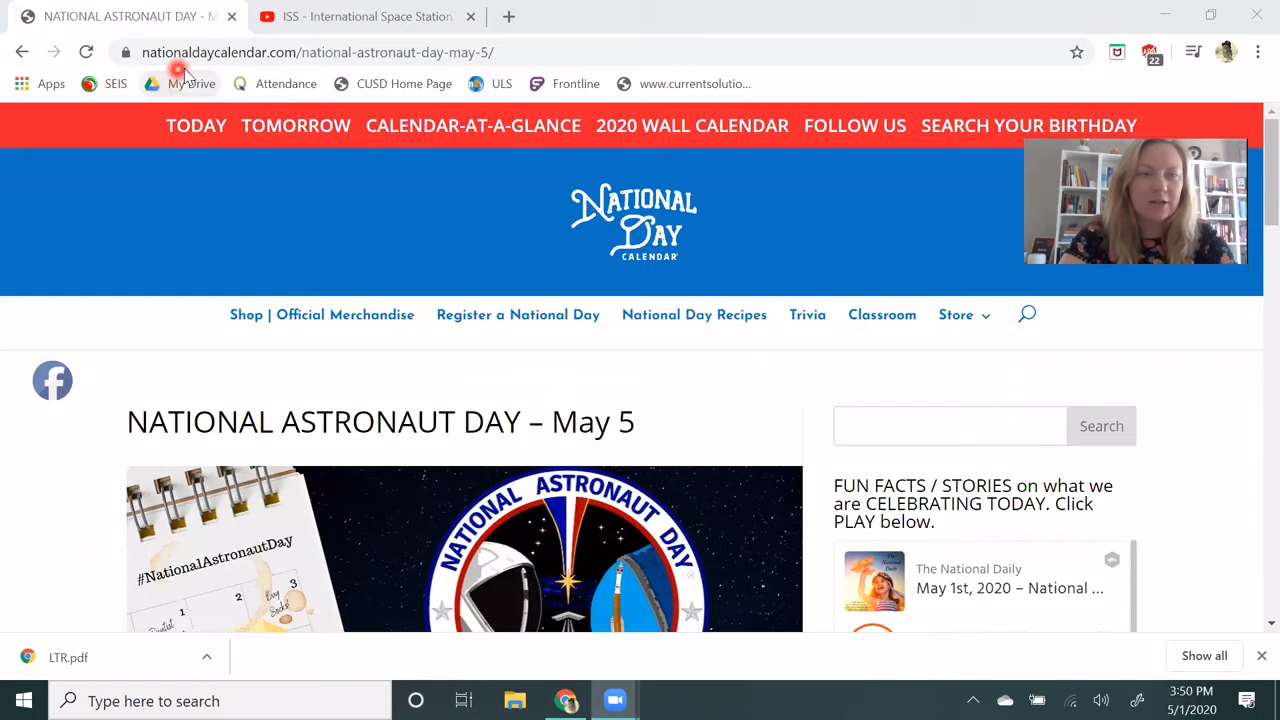 NATIONAL ASTRONAUT DAY - M
ISS - International Space Station
nationaldaycalendar.com/national-astronaut-day-may-5/
22
Apps
SEIS
My Drive
Attendance
CUSD Home Page
ULS
Frontline
www.currentsolutio...
TODAY TOMORROW CALENDAR-AT-A-GLANCE 2020 WALL CALENDAR FOLLOW US SEARCH YOUR BIRTHDAY
NATIONAL
DAY
CALENDAR
Shop | Official Merchandise Register a National Day National Day Recipes Trivia Classroom Store
NATIONAL ASTRONAUT DAY – May 5
Search
FUN FACTS / STORIES on what we
are CELEBRATING TODAY. Click
PLAY below.
#NationalAstronautDay
1 2 3
NATIONAL ASTRONAUT DAY
The National Daily
May 1st, 2020 – National ...
LTR.pdf
Show all
Type here to search
3:50 PM
5/1/2020